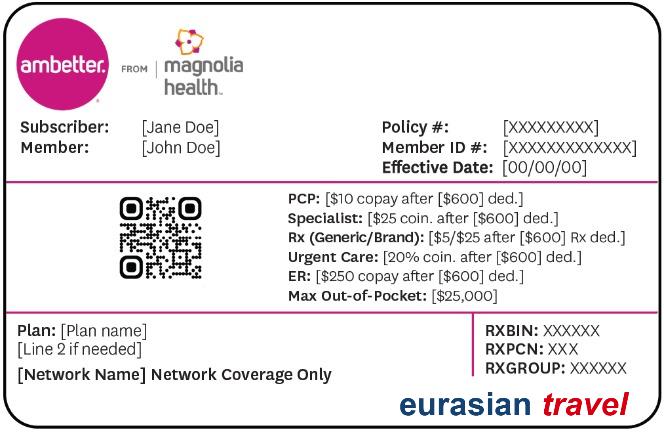 ambetter. FROM magnolia health™
Subscriber: [Jane Doe]
Member: [John Doe]
Policy #: [XXXXXXXXX]
Member ID #: [XXXXXXXXXXXXX]
Effective Date: [00/00/00]
PCP: [$10 copay after [$600] ded.]
Specialist: [$25 coin. after [$600] ded.]
Rx (Generic/Brand): [$5/$25 after [$600] Rx ded.]
Urgent Care: [20% coin. after [$600] ded.]
ER: [$250 copay after [$600] ded.]
Max Out-of-Pocket: [$25,000]
Plan: [Plan name]
[Line 2 if needed]
[Network Name] Network Coverage Only
RXBIN: XXXXXX
RXPCN: XXX
RXGROUP: XXXXXX
eurasian travel